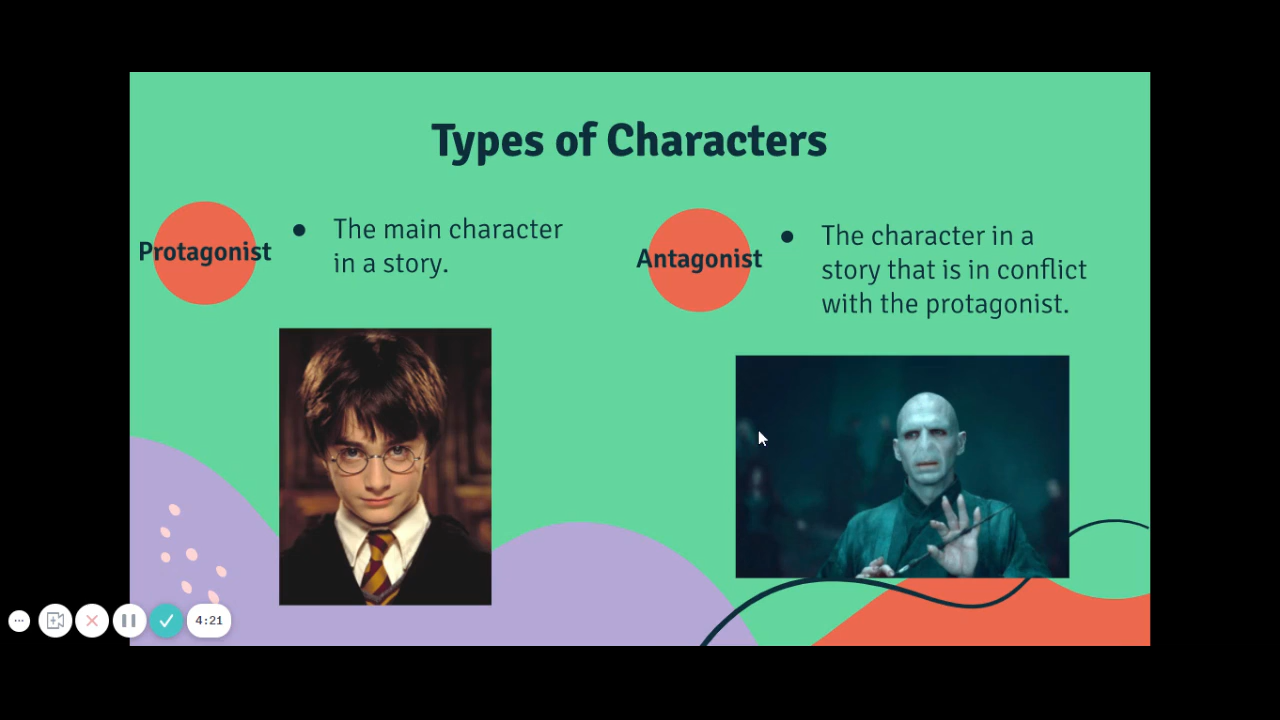 Types of Characters
Protagonist
● The main character
in a story.
Antagonist
● The character in a
story that is in conflict
with the protagonist.
4:21